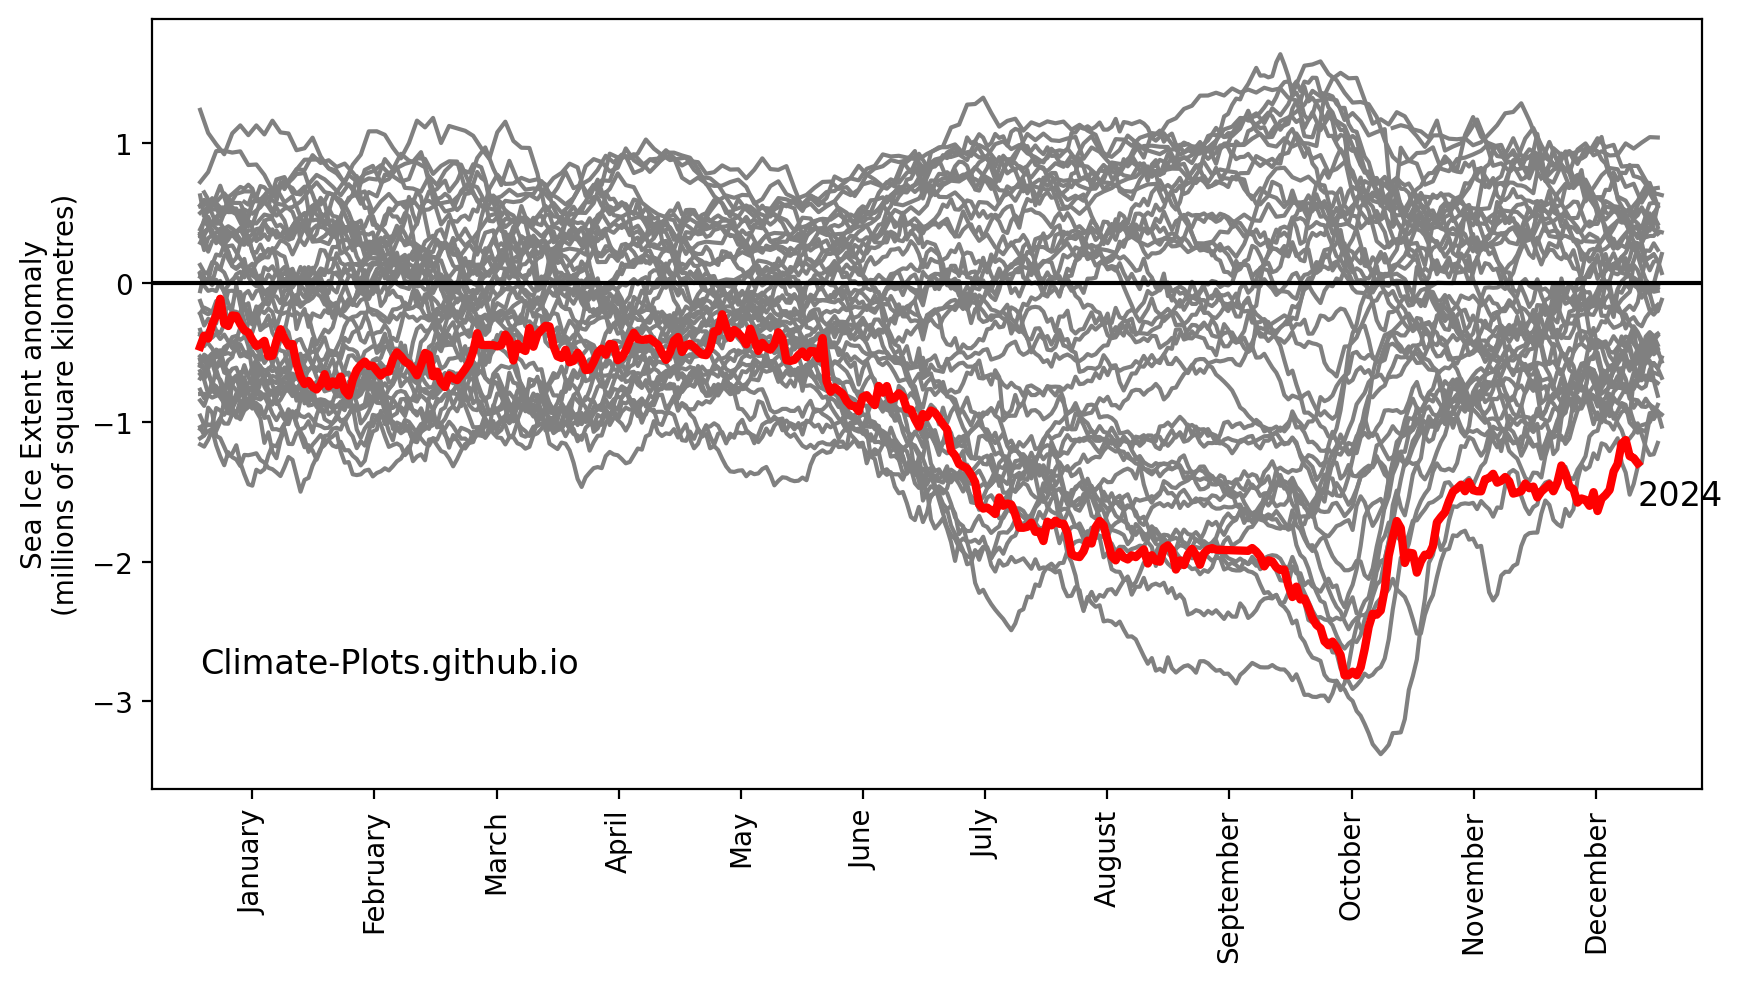 Sea Ice Extent anomaly
(millions of square kilometres)
1
0
−1
−2
−3
2024
Climate-Plots.github.io
January
February
March
April
May
June
July
August
September
October
November
December